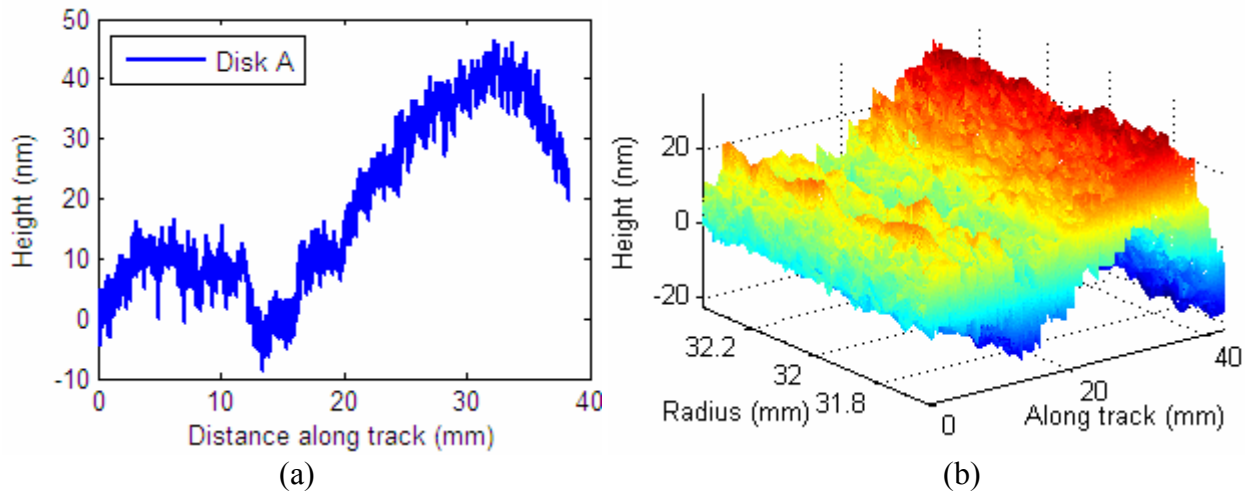 50
40
30
20
10
0
-10
Height (nm)
Disk A
0 10 20 30 40
Distance along track (mm)
(a)
20
0
-20
Height (nm)
32.2
32
31.8
Radius (mm)
0
20
40
Along track (mm)
(b)